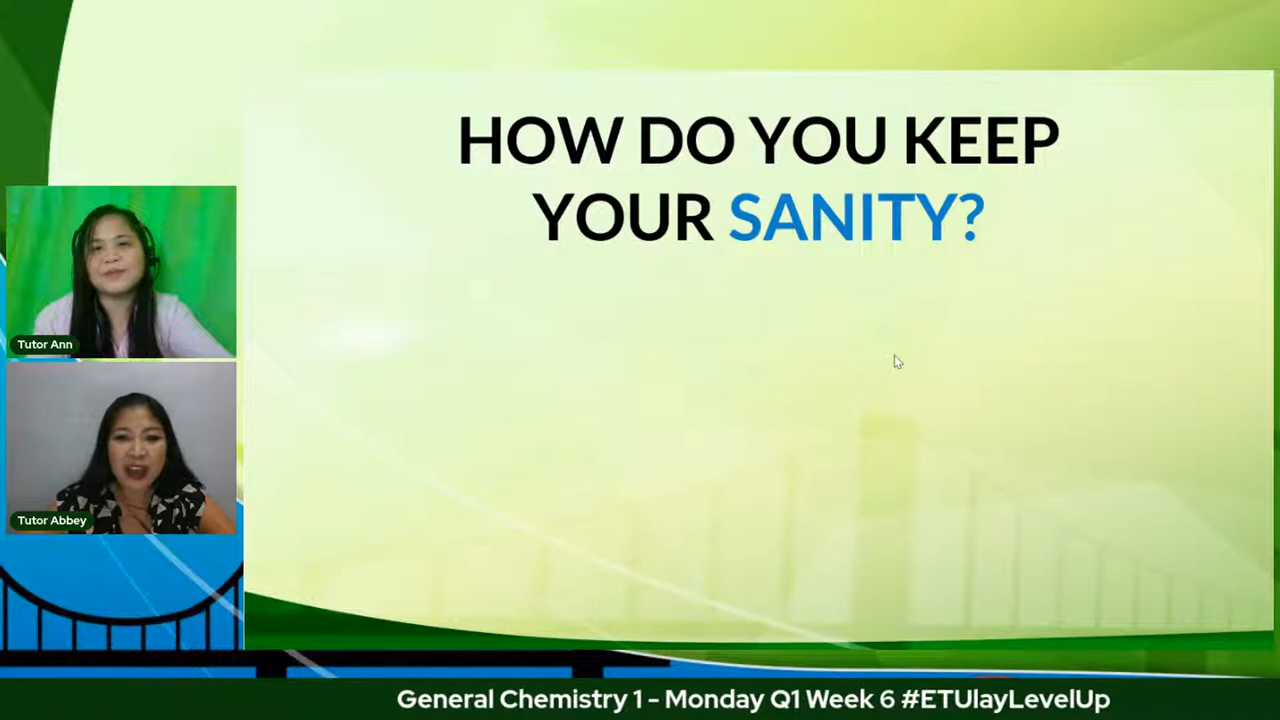 HOW DO YOU KEEP
YOUR SANITY?
Tutor Ann
Tutor Abbey
General Chemistry 1 - Monday Q1 Week 6 #ETUlayLevelUp